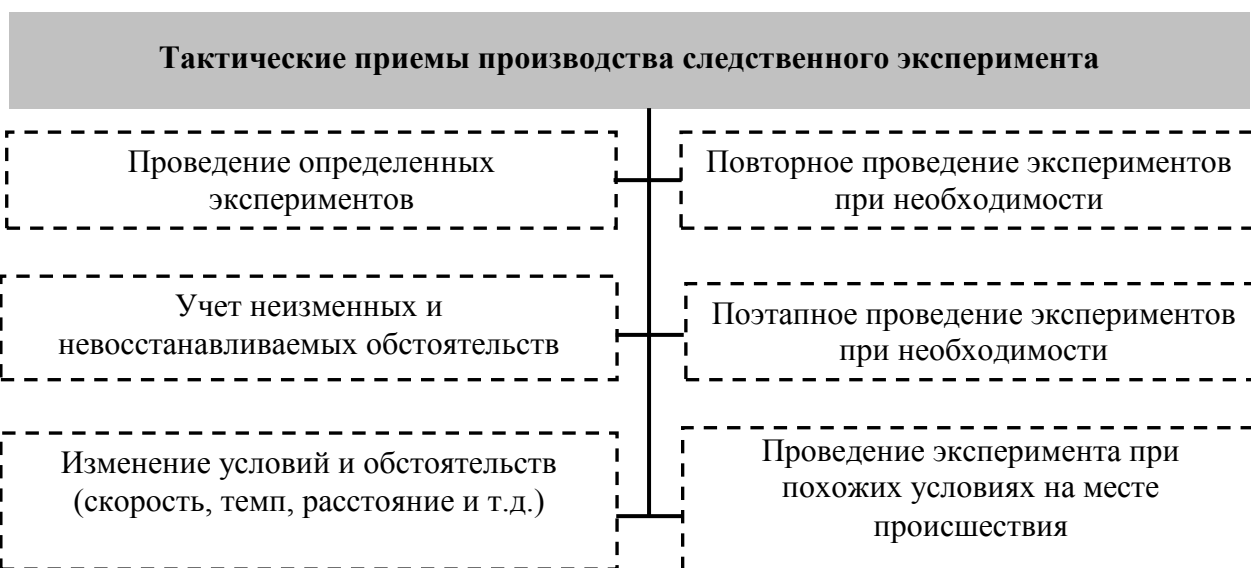 Тактические приемы производства следственного эксперимента
Проведение определенных
экспериментов
Повторное проведение экспериментов
при необходимости
Учет неизменных и
невосстанавливаемых обстоятельств
Поэтапное проведение экспериментов
при необходимости
Изменение условий и обстоятельств
(скорость, темп, расстояние и т.д.)
Проведение эксперимента при
похожих условиях на месте
происшествия